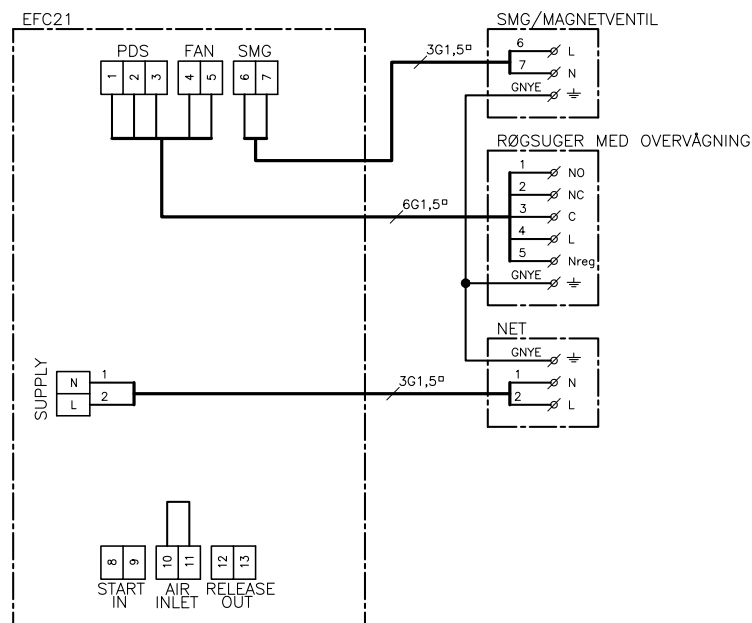 EFC21
PDS FAN SMG
1 2 3 4 5 6 7
SMG/MAGNETVENTIL
3G1,5▫
6 L
7 N
GNYE
RØGSUGER MED OVERVÅGNING
6G1,5▫
1 NO
2 NC
3 C
4 L
5 Nreg
GNYE
NET
GNYE
3G1,5▫
1 N
2 L
SUPPLY
N 1
L 2
8 9 10 11 12 13
START IN
AIR INLET
RELEASE OUT